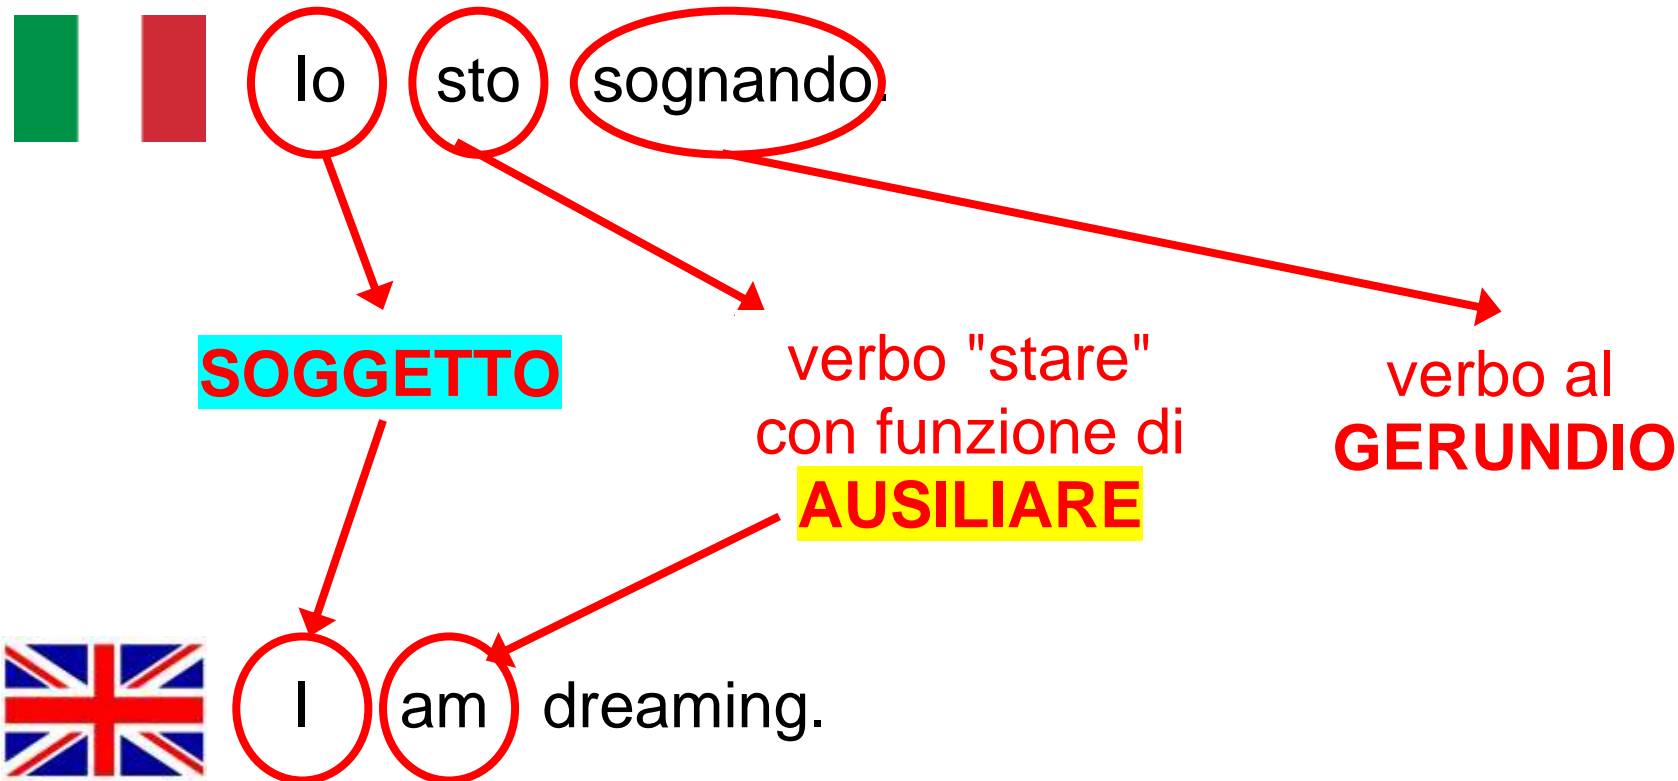 Io sto sognando.
SOGGETTO
verbo "stare"
con funzione di
AUSILIARE
verbo al
GERUNDIO
I am dreaming.